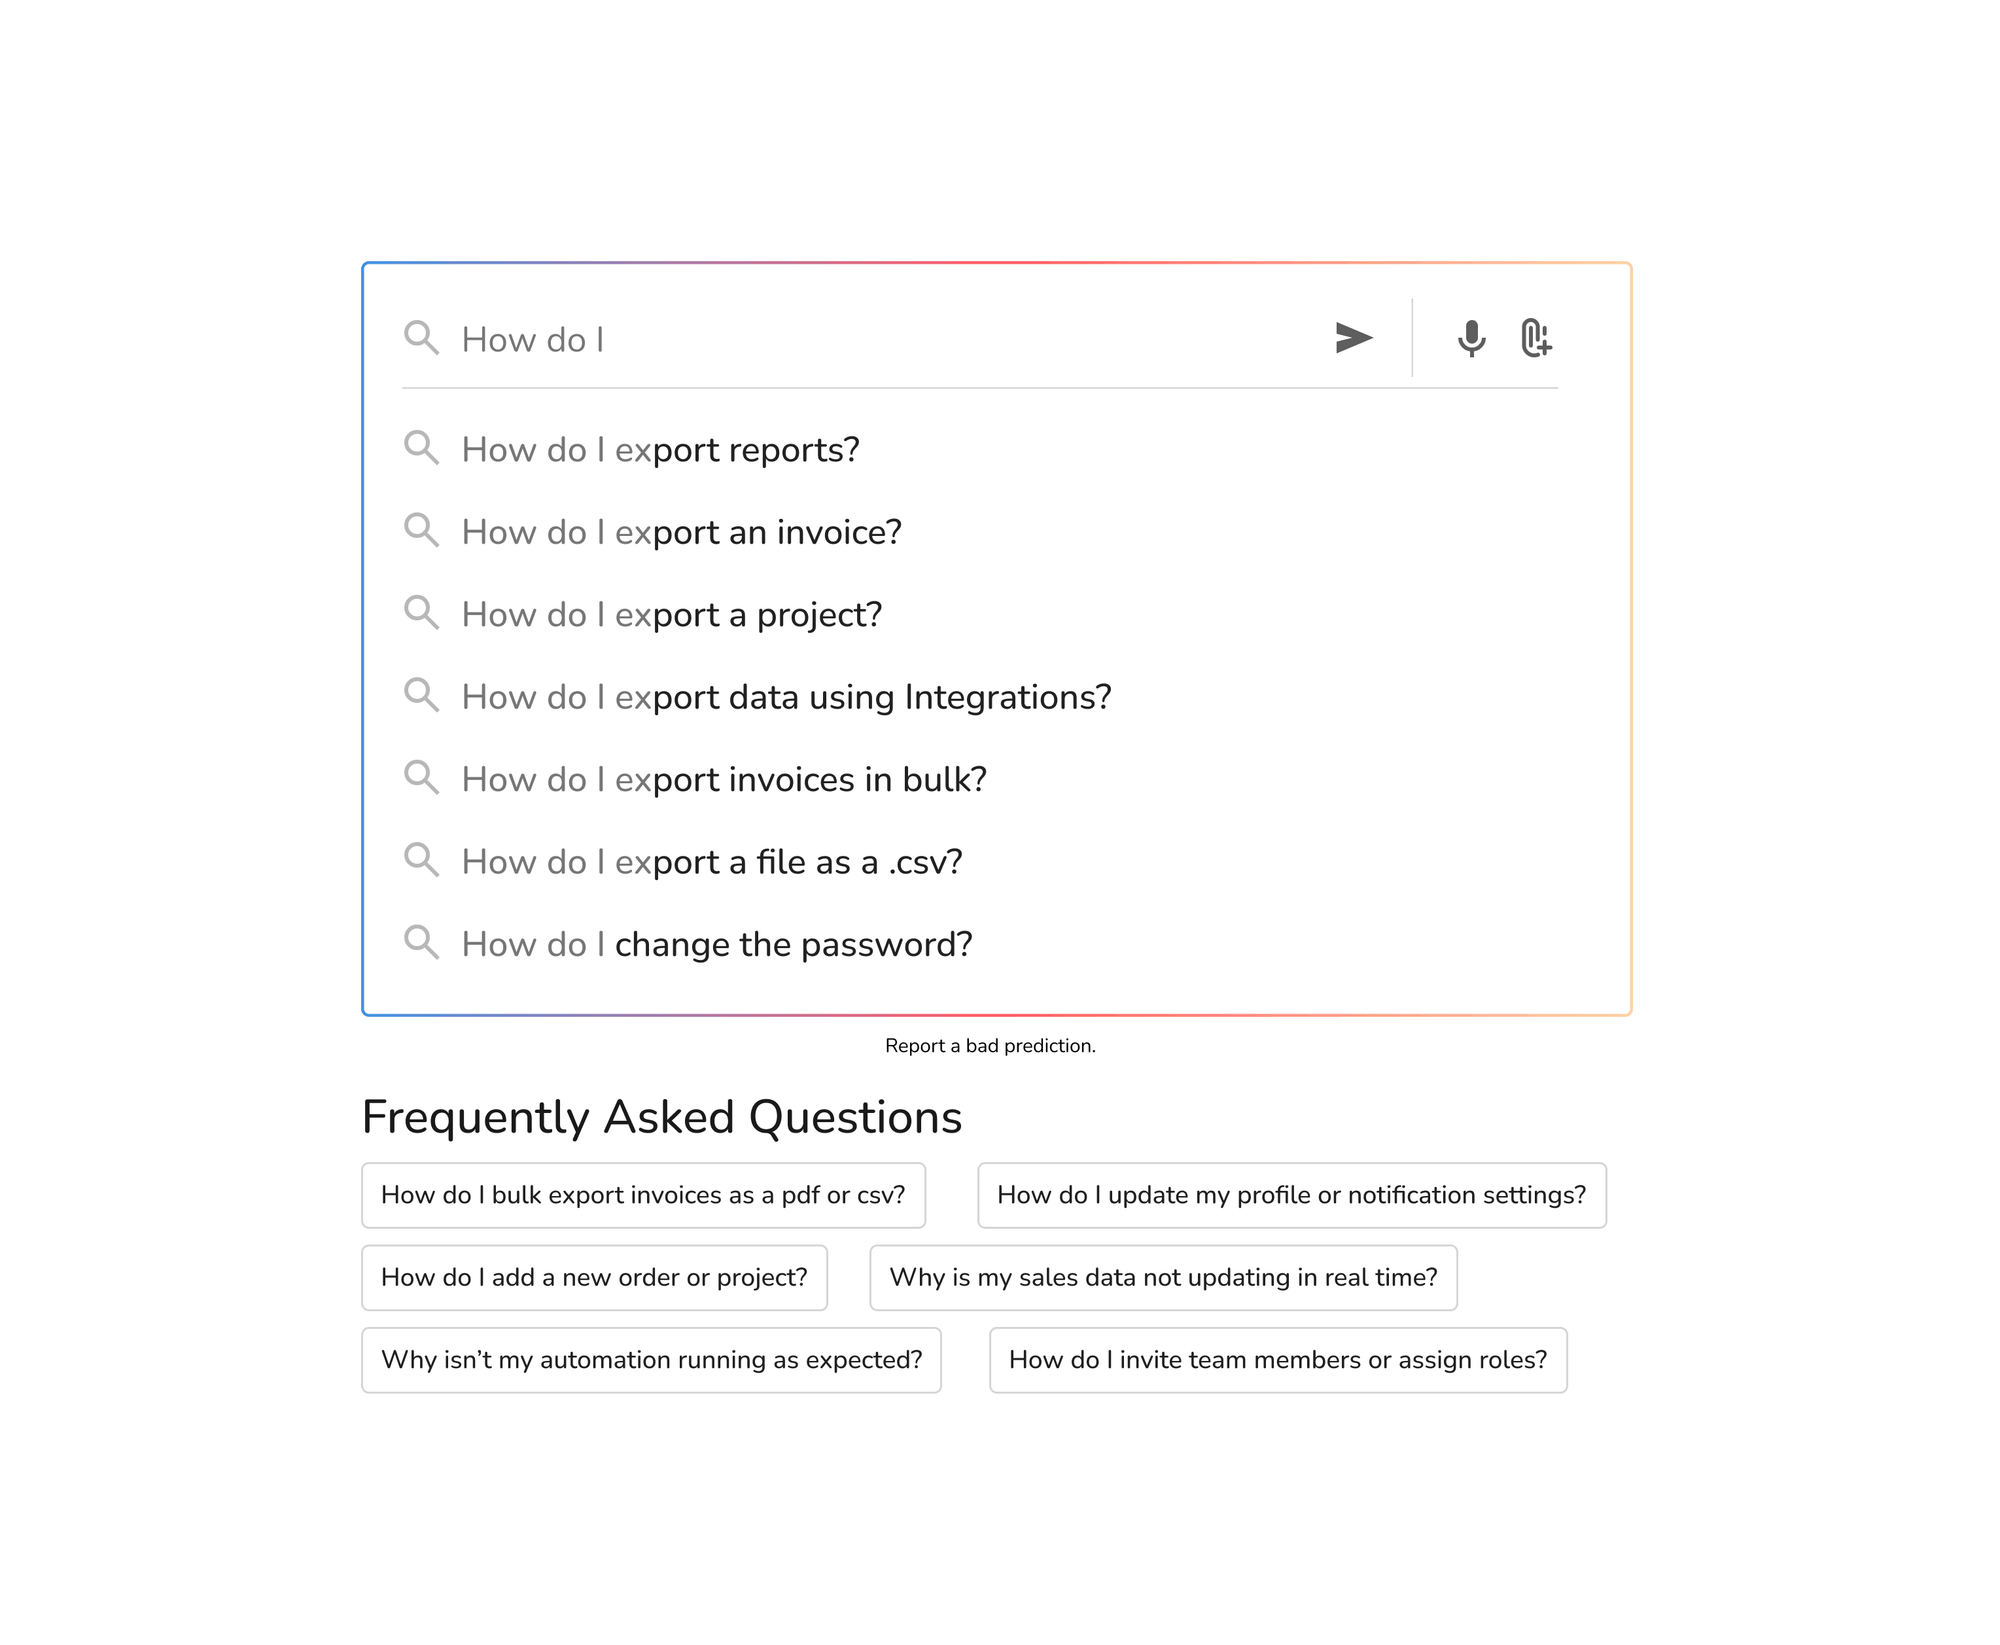 How do I
How do I export reports?
How do I export an invoice?
How do I export a project?
How do I export data using Integrations?
How do I export invoices in bulk?
How do I export a file as a .csv?
How do I change the password?
Report a bad prediction.
Frequently Asked Questions
How do I bulk export invoices as a pdf or csv?
How do I update my profile or notification settings?
How do I add a new order or project?
Why is my sales data not updating in real time?
Why isn’t my automation running as expected?
How do I invite team members or assign roles?